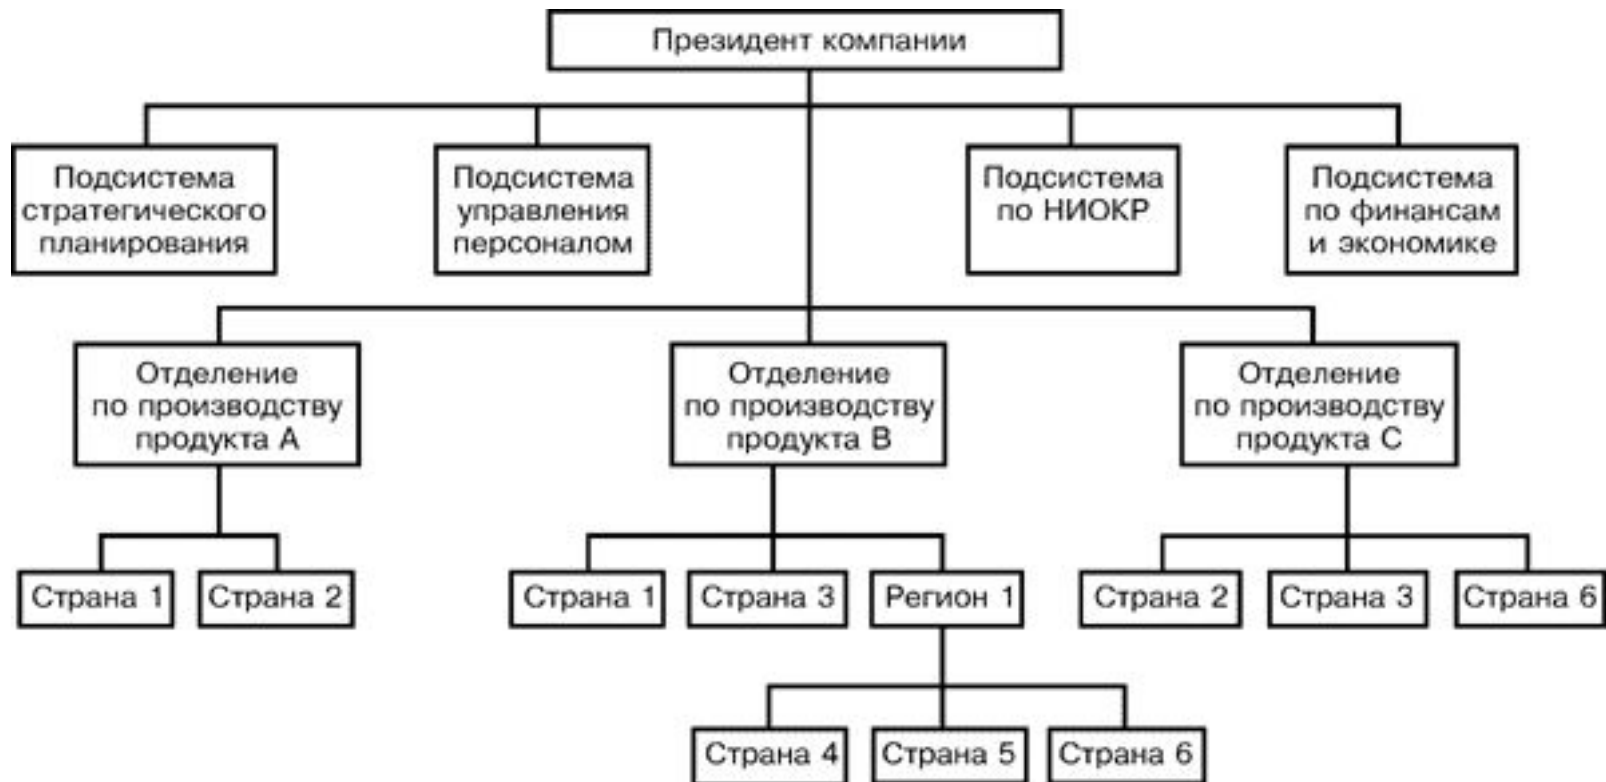 Президент компании
Подсистема
стратегического
планирования
Подсистема
управления
персоналом
Подсистема
по НИОКР
Подсистема
по финансам
и экономике
Отделение
по производству
продукта А
Отделение
по производству
продукта В
Отделение
по производству
продукта С
Страна 1
Страна 2
Страна 1
Страна 3
Регион 1
Страна 2
Страна 3
Страна 6
Страна 4
Страна 5
Страна 6